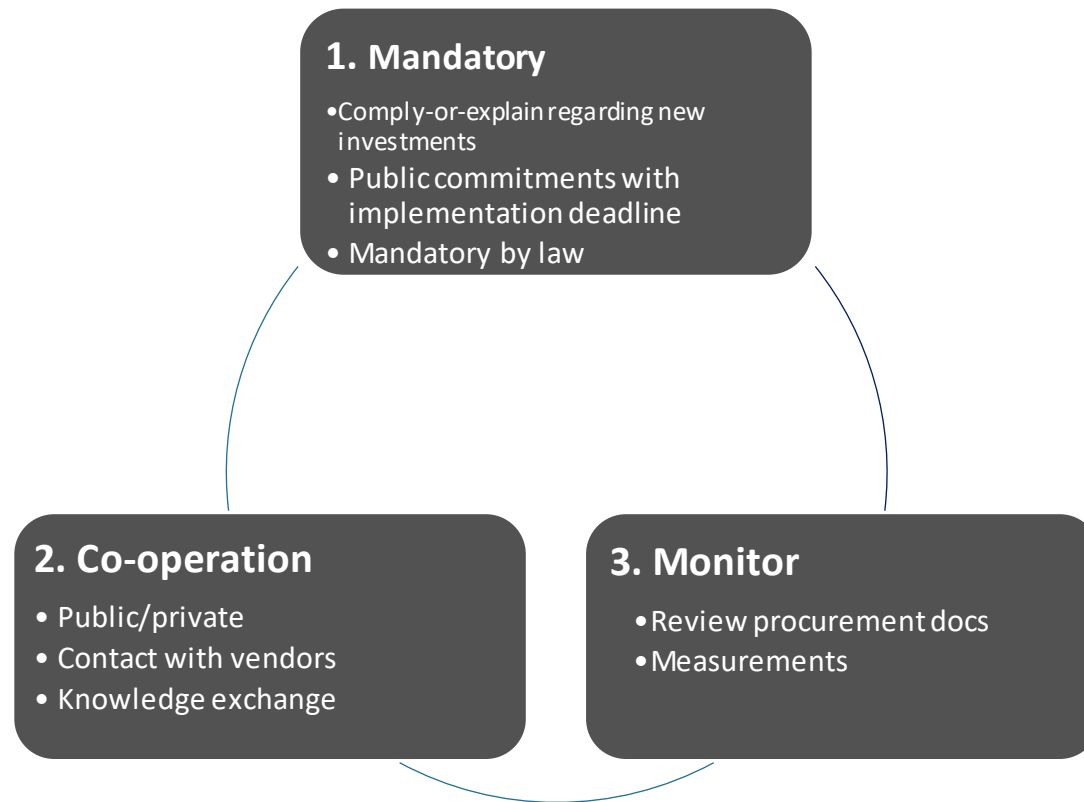 1. Mandatory
•Comply-or-explain regarding new
investments
• Public commitments with
implementation deadline
• Mandatory by law
2. Co-operation
• Public/private
• Contact with vendors
• Knowledge exchange
3. Monitor
•Review procurement docs
•Measurements